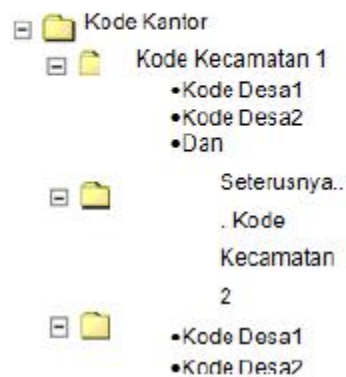 Kode Kantor
Kode Kecamatan 1
•Kode Desa1
•Kode Desa2
•Dan
Seterusnya..
. Kode
Kecamatan
2
•Kode Desa1
•Kode Desa2